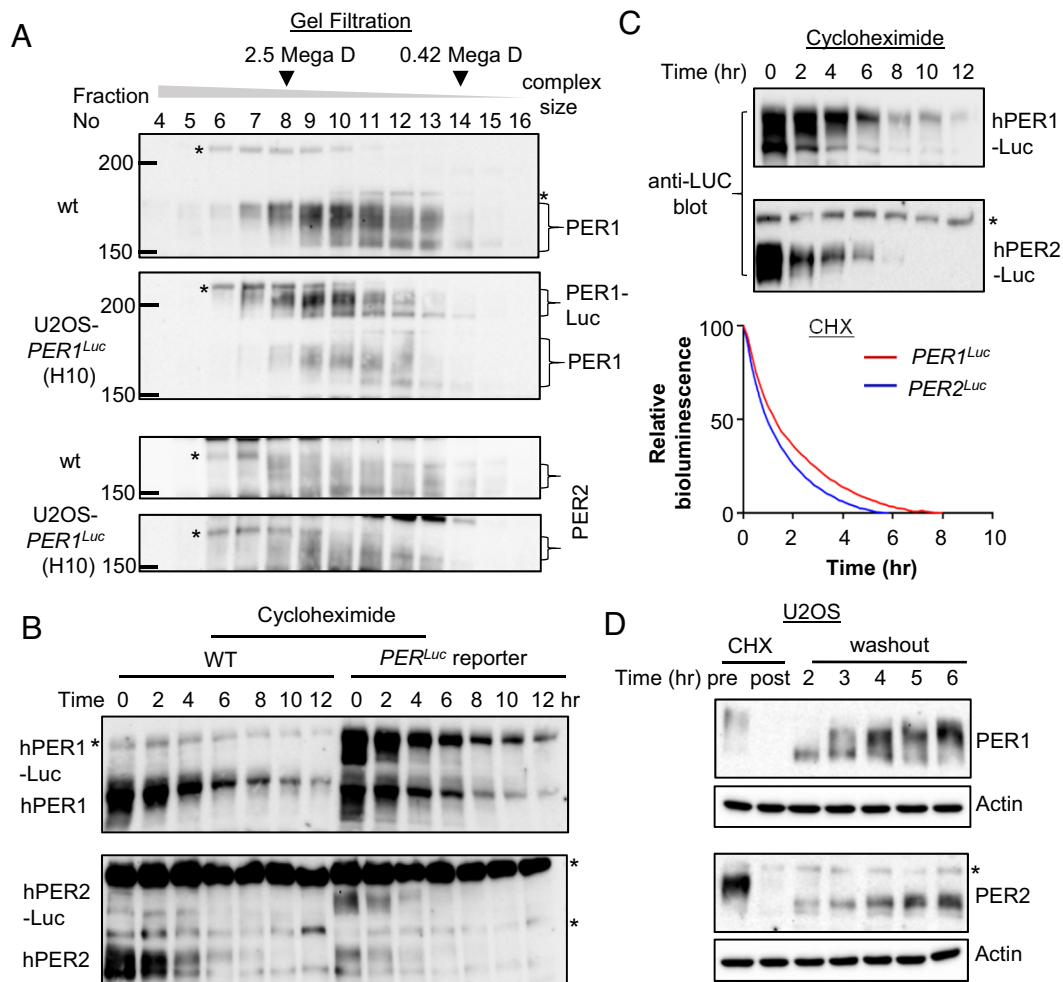 A
Gel Filtration
2.5 Mega D
0.42 Mega D
complex size
Fraction
No 4 5 6 7 8 9 10 11 12 13 14 15 16
*
200
wt
*
PER1
150
*
200
PER1-
Luc
U2OS-
PER1Luc
(H10)
PER1
150
wt
*
150
PER2
U2OS-
PER1Luc
(H10)
*
150
B
Cycloheximide
WT
PERLuc reporter
Time 0 2 4 6 8 10 12 0 2 4 6 8 10 12 hr
hPER1 *
-Luc
hPER1
*
hPER2
-Luc
*
hPER2
C
Cycloheximide
Time (hr) 0 2 4 6 8 10 12
hPER1
-Luc
anti-LUC
blot
*
hPER2
-Luc
CHX
PER1Luc
PER2Luc
100
50
0
Relative
bioluminescence
0 2 4 6 8 10
Time (hr)
D
U2OS
CHX washout
Time (hr) pre post 2 3 4 5 6
PER1
Actin
*
PER2
Actin